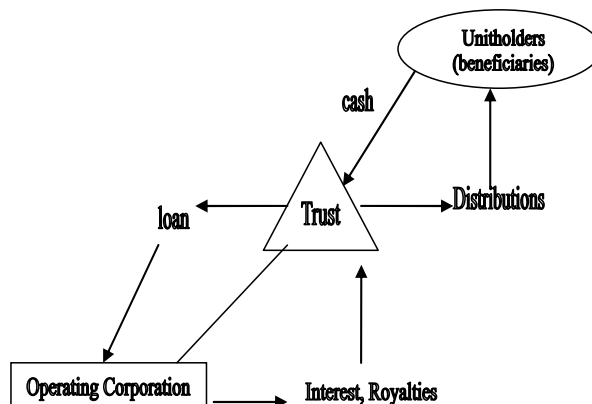 Unitholders
(beneficiaries)
cash
Trust
Distributions
loan
Operating Corporation
Interest, Royalties